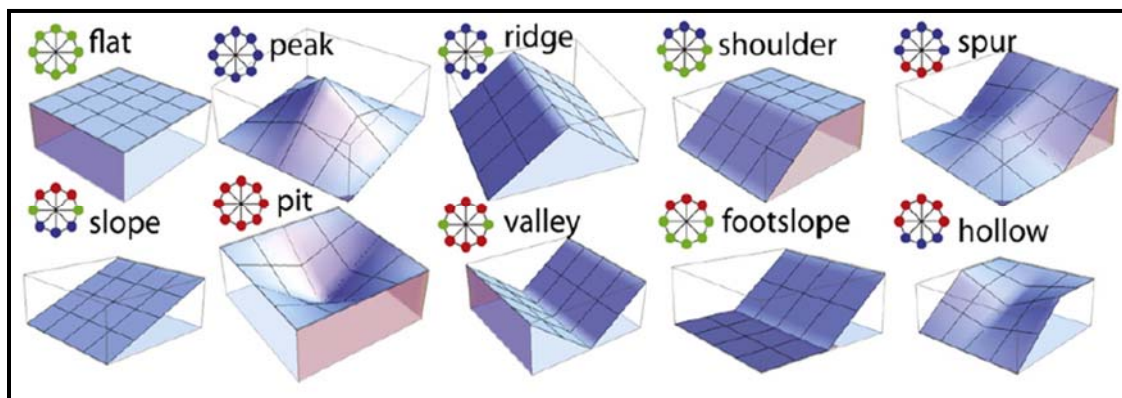 flat
peak
ridge
shoulder
spur
slope
pit
valley
footslope
hollow